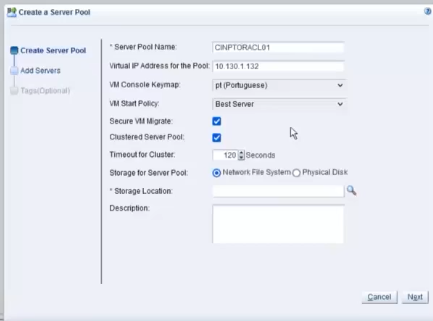 Create a Server Pool
Create Server Pool
Add Servers
Tags(Optional)
* Server Pool Name: CINPTORACL01
Virtual IP Address for the Pool: 10.130.1.132
VM Console Keymap: pt (Portuguese)
VM Start Policy: Best Server
Secure VM Migrate:
Clustered Server Pool:
Timeout for Cluster: 120 Seconds
Storage for Server Pool: Network File System Physical Disk
* Storage Location:
Description:
Cancel Next